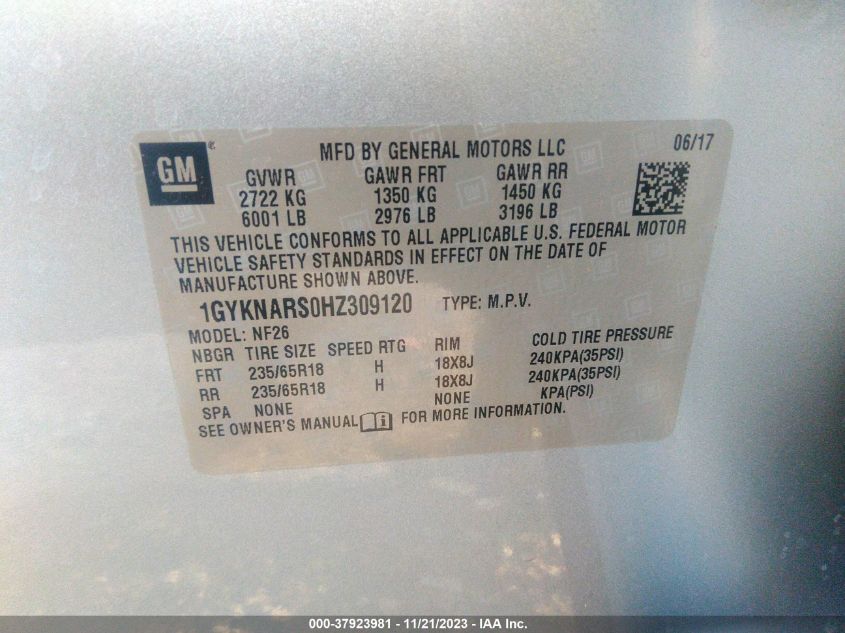 GM ® MFD BY GENERAL MOTORS LLC 06/17
GVWR GAWR FRT GAWR RR
2722 KG 1350 KG 1450 KG
6001 LB 2976 LB 3196 LB
THIS VEHICLE CONFORMS TO ALL APPLICABLE U.S. FEDERAL MOTOR
VEHICLE SAFETY STANDARDS IN EFFECT ON THE DATE OF
MANUFACTURE SHOWN ABOVE.
1GYKNARS0HZ309120 TYPE: M.P.V.
MODEL: NF26
NBGR TIRE SIZE SPEED RTG RIM COLD TIRE PRESSURE
FRT 235/65R18 H 18X8J 240KPA(35PSI)
RR 235/65R18 H 18X8J 240KPA(35PSI)
SPA NONE NONE KPA(PSI)
SEE OWNER'S MANUAL i FOR MORE INFORMATION.
000-37923981 - 11/21/2023 - IAA Inc.